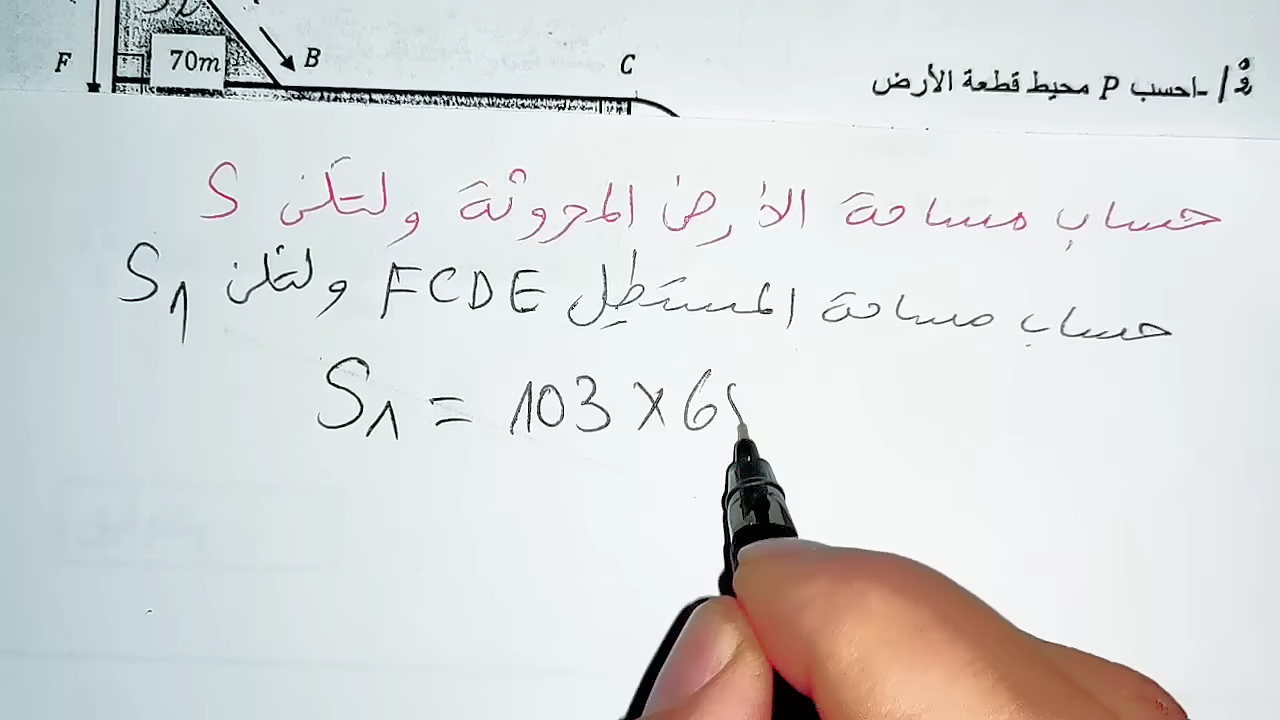 F
70m
B
C
2°/ -احسب P محيط قطعة الأرض
حساب مساحة الأرض المحروثة ولتكن S
حساب مساحة المستطيل FCDE ولتكن S1
S1 = 103 × 6